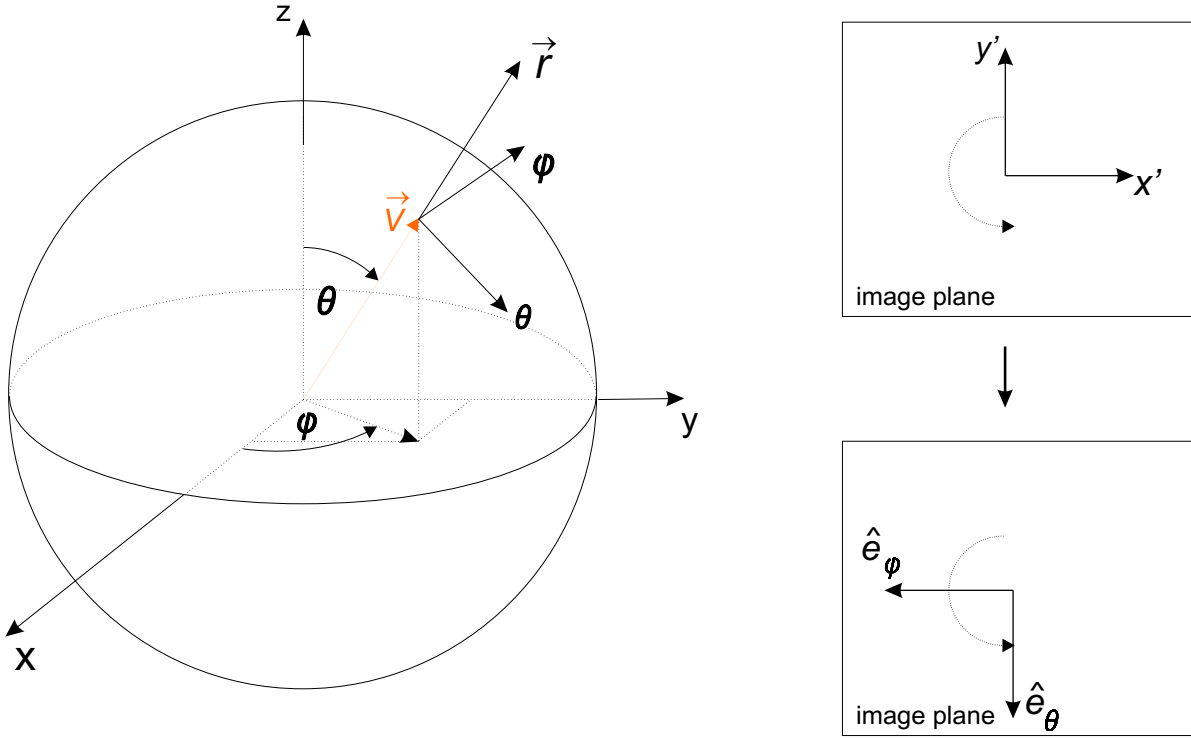 z
r⃗
φ
v⃗
θ
θ
φ
y
x
y'
x'
image plane
ê_φ
ê_θ
image plane